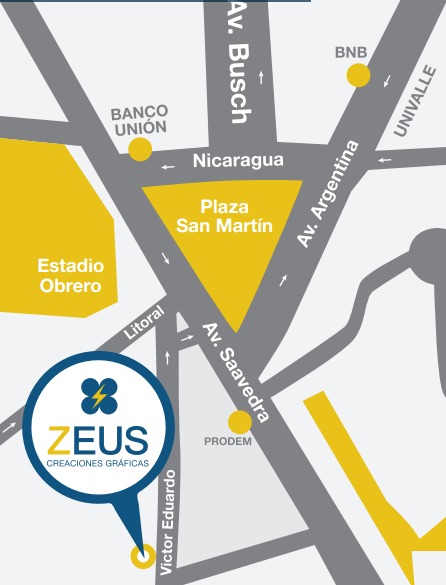 Av. Busch
BNB
UNIVALLE
BANCO
UNIÓN
Nicaragua
Av. Argentina
Plaza
San Martín
Estadio
Obrero
Litoral
Av. Saavedra
ZEUS
CREACIONES GRÁFICAS
PRODEM
Victor Eduardo